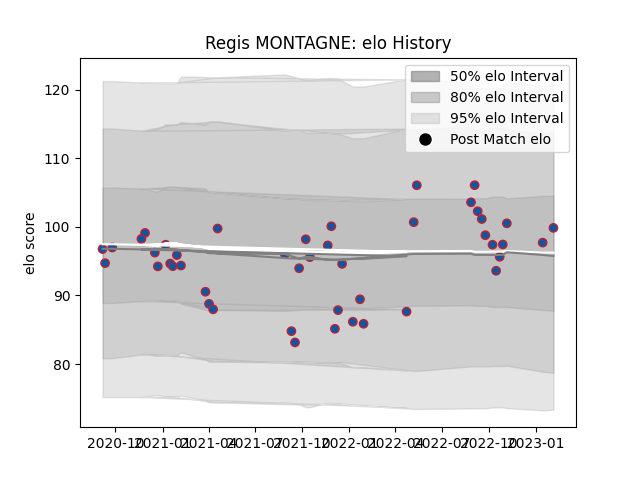 Regis MONTAGNE: elo History
50% elo Interval
80% elo Interval
95% elo Interval
Post Match elo
elo score
120
110
100
90
80
2020-10 2021-01 2021-04 2021-07 2021-10 2022-01 2022-04 2022-07 2022-10 2023-01